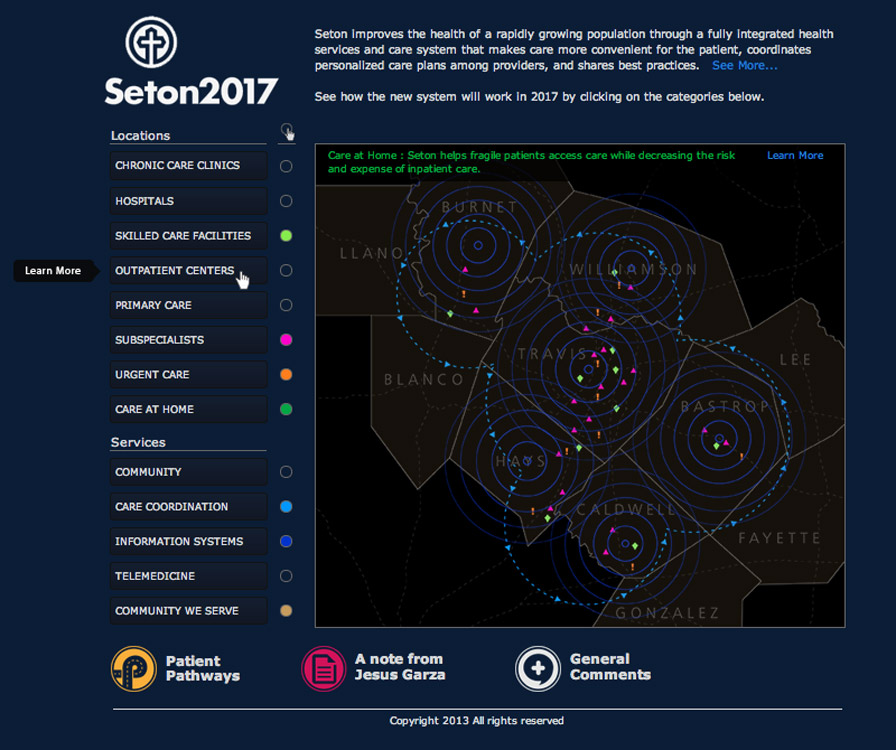 Seton2017
Seton improves the health of a rapidly growing population through a fully integrated health
services and care system that makes care more convenient for the patient, coordinates
personalized care plans among providers, and shares best practices. See More...
See how the new system will work in 2017 by clicking on the categories below.
Locations
CHRONIC CARE CLINICS
HOSPITALS
SKILLED CARE FACILITIES
Learn More
OUTPATIENT CENTERS
PRIMARY CARE
SUBSPECIALISTS
URGENT CARE
CARE AT HOME
Services
COMMUNITY
CARE COORDINATION
INFORMATION SYSTEMS
TELEMEDICINE
COMMUNITY WE SERVE
Care at Home : Seton helps fragile patients access care while decreasing the risk
and expense of inpatient care.
Learn More
BURNET
LLANO
WILLIAMSON
TRAVIS
LEE
BLANCO
BASTROP
HAYS
CALDWELL
FAYETTE
GONZALEZ
Patient
Pathways
A note from
Jesus Garza
General
Comments
Copyright 2013 All rights reserved